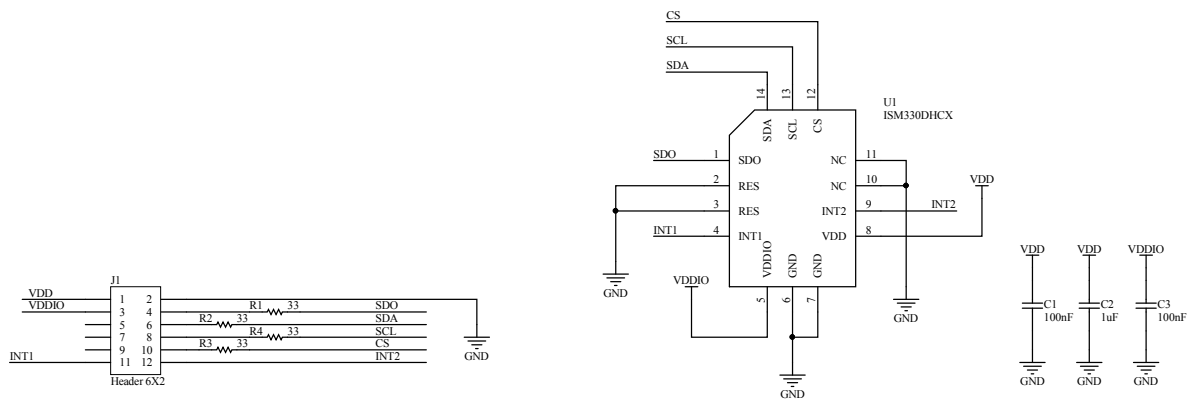 CS
SCL
SDA
14
13
12
U1
ISM330DHCX
SDA
SCL
CS
SDO
1
SDO
NC
11
2
RES
NC
10
VDD
3
RES
INT2
9
INT2
INT1
4
INT1
VDD
8
VDDIO
GND
GND
GND
VDDIO
5
6
7
GND
GND
VDD
VDD
VDDIO
C1
100nF
C2
1uF
C3
100nF
GND
GND
GND
J1
VDD
1
2
VDDIO
3
4
R1
33
SDO
5
6
R2
33
SDA
7
8
R4
33
SCL
9
10
R3
33
CS
INT1
11
12
INT2
Header 6X2
GND